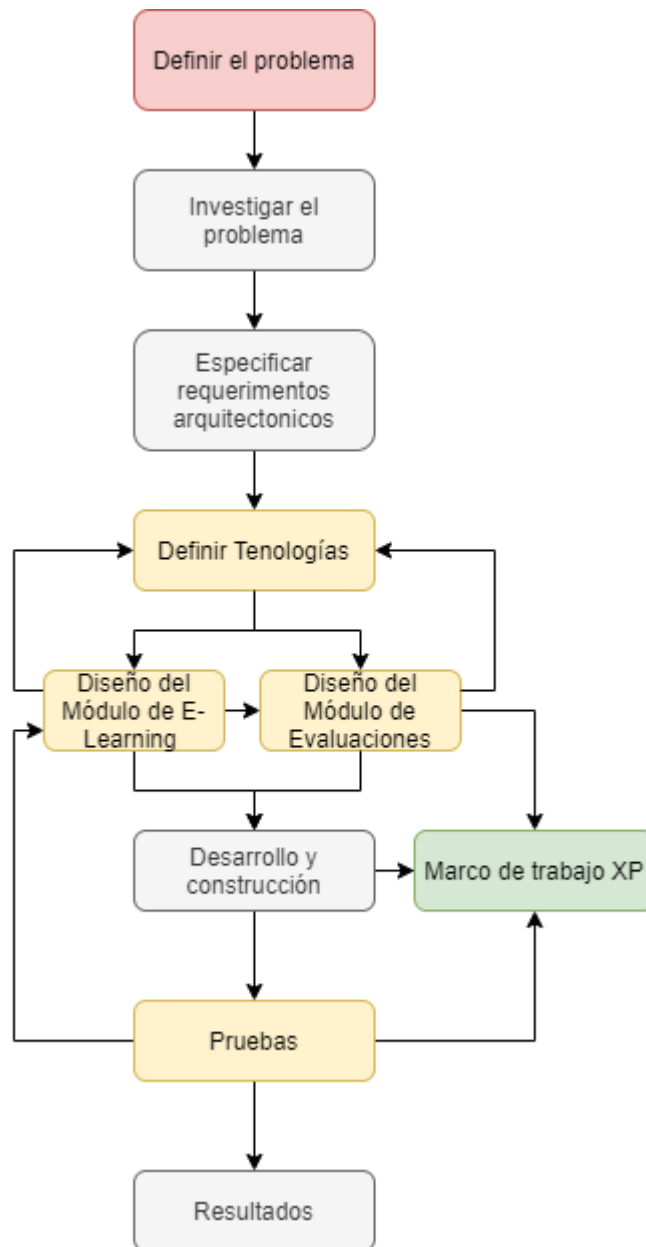 Definir el problema
Investigar el
problema
Especificar
requerimentos
arquitectonicos
Definir Tenologías
Diseño del
Módulo de E-
Learning
Diseño del
Módulo de
Evaluaciones
Desarrollo y
construcción
Marco de trabajo XP
Pruebas
Resultados